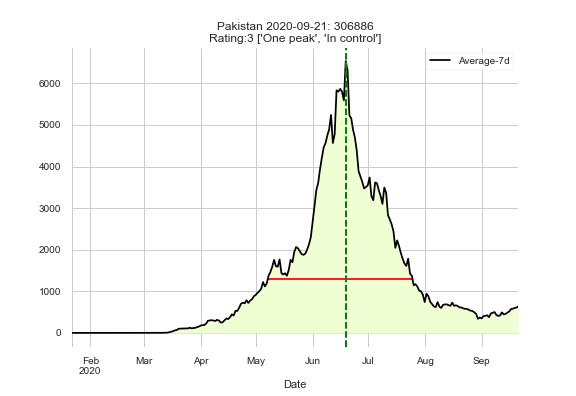 Pakistan 2020-09-21: 306886
Rating:3 ['One peak', 'In control']
Average-7d
6000
5000
4000
3000
2000
1000
0
Feb Mar Apr May Jun Jul Aug Sep
2020
Date